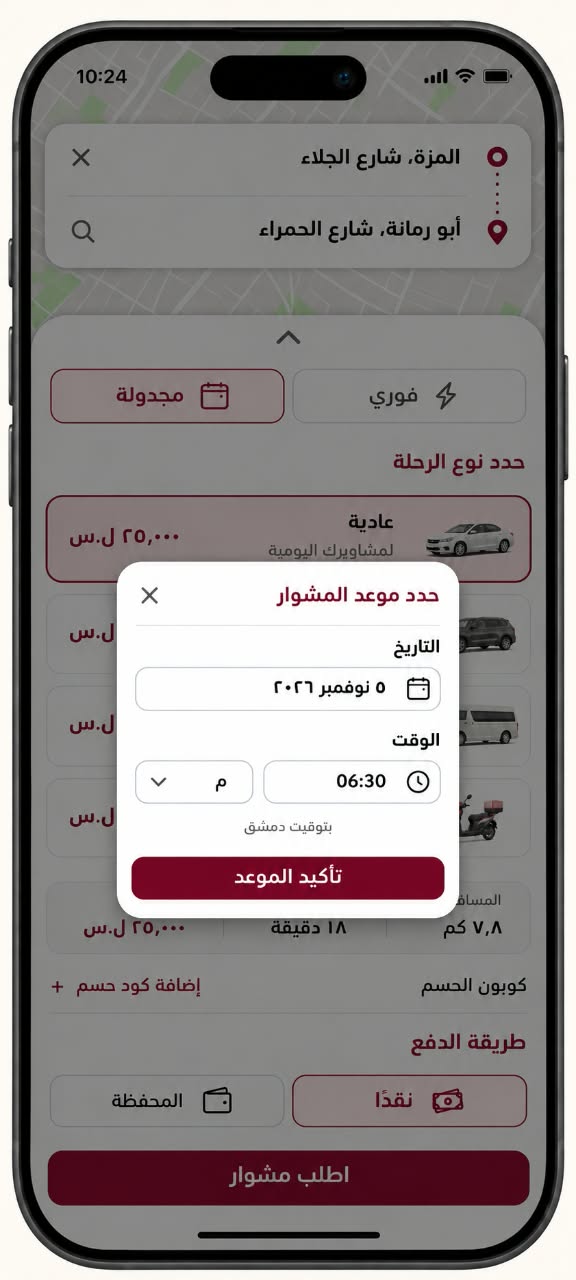 10:24
المزة، شارع الجلاء
أبو رمانة، شارع الحمراء
فوري
مجدولة
حدد نوع الرحلة
عادية
لمشاويرك اليومية
٢٥,٠٠٠ ل.س
ل.س
ل.س
ل.س
حدد موعد المشوار
التاريخ
٥ نوفمبر ٢٠٢٦
الوقت
06:30
م
بتوقيت دمشق
تأكيد الموعد
٧,٨ كم
١٨ دقيقة
٢٥,٠٠٠ ل.س
كوبون الحسم
إضافة كود حسم +
طريقة الدفع
نقدًا
المحفظة
اطلب مشوار